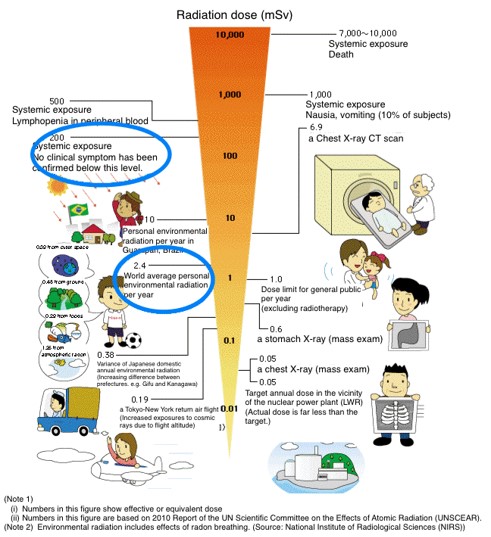 Radiation dose (mSv)
10,000
7,000～10,000
Systemic exposure
Death
1,000
1,000
Systemic exposure
Nausia, vomiting (10% of subjects)
500
Systemic exposure
Lymphopenia in peripheral blood
200
Systemic exposure
No clinical symptom has been
confirmed below this level.
6.9
a Chest X-ray CT scan
100
10
10
Personal environmental
radiation per year in
Guarapari, Brazil
0.39 from outer space
0.48 from grounds
0.29 from foods
1.26 from
atmospheric radon
2.4
World average personal
environmental radiation
per year
1
1.0
Dose limit for general public
per year
(excluding radiotherapy)
0.6
a stomach X-ray (mass exam)
0.1
0.38
Variance of Japanese domestic
annual environmental radiation
(Increasing difference between
prefectures. e.g. Gifu and Kanagawa)
0.05
a chest X-ray (mass exam)
0.05
Target annual dose in the vicinity
of the nuclear power plant (LWR)
(Actual dose is far less than the
target.)
0.19
a Tokyo-New York return air flight
(Increased exposures to cosmic
rays due to flight altitude)
0.01
(Note 1)
(i) Numbers in this figure show effective or equivalent dose
(ii) Numbers in this figure are based on 2010 Report of the UN Scientific Committee on the Effects of Atomic Radiation (UNSCEAR).
(Note 2) Environmental radiation includes effects of radon breathing. (Source: National Institute of Radiological Sciences (NIRS))